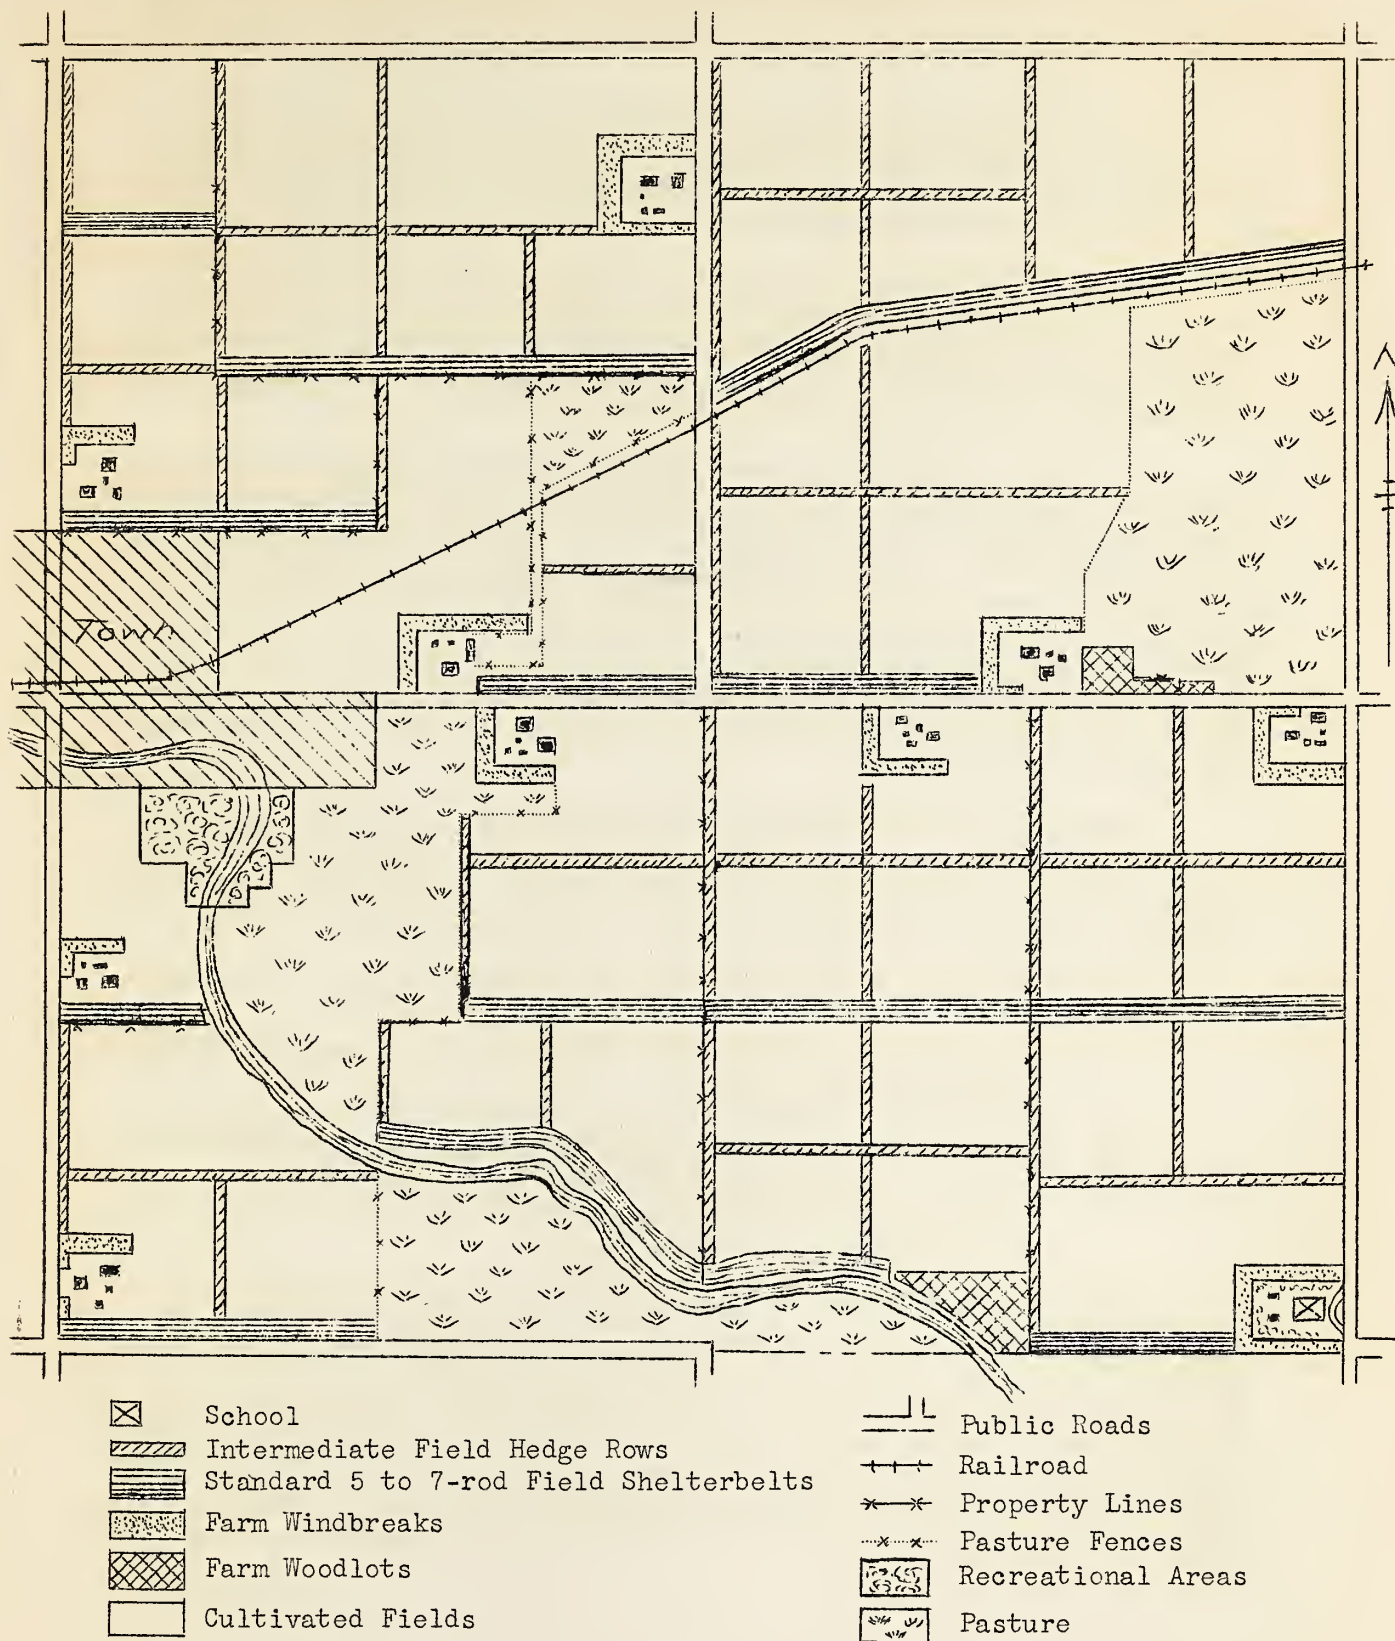 Town
School
Intermediate Field Hedge Rows
Standard 5 to 7-rod Field Shelterbelts
Farm Windbreaks
Farm Woodlots
Cultivated Fields
Public Roads
Railroad
Property Lines
Pasture Fences
Recreational Areas
Pasture